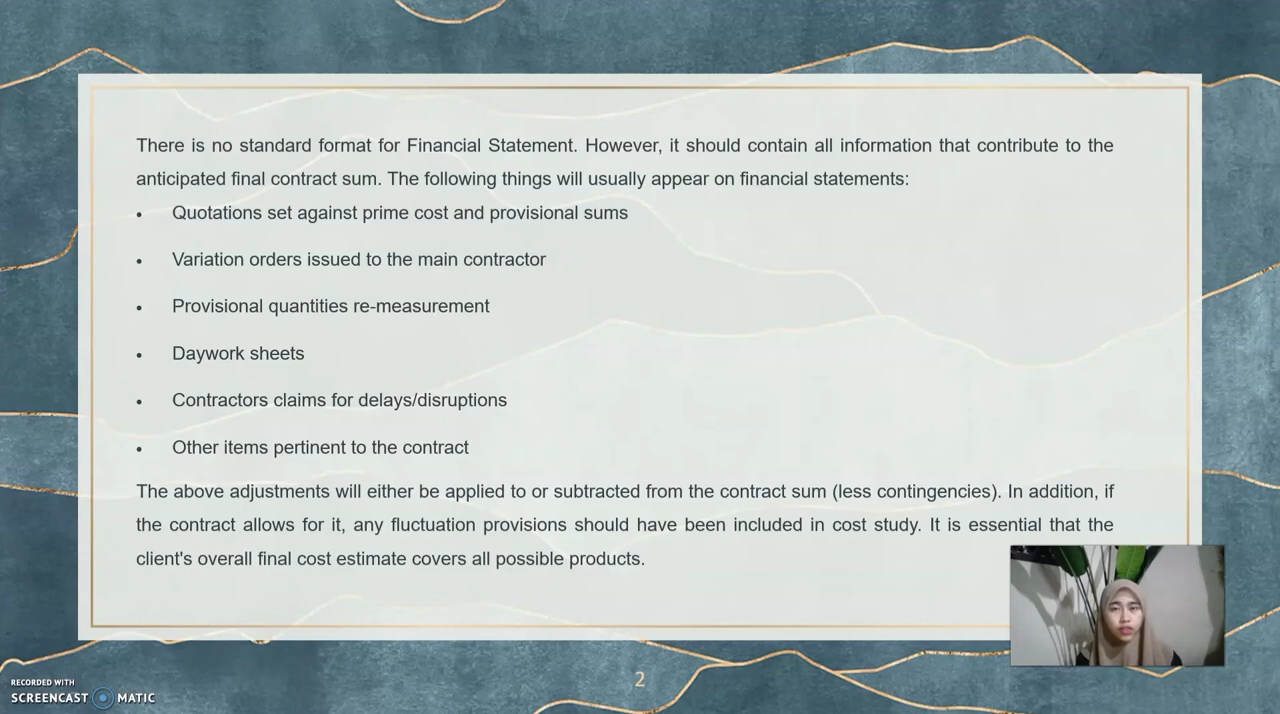 There is no standard format for Financial Statement. However, it should contain all information that contribute to the
anticipated final contract sum. The following things will usually appear on financial statements:
• Quotations set against prime cost and provisional sums
• Variation orders issued to the main contractor
• Provisional quantities re-measurement
• Daywork sheets
• Contractors claims for delays/disruptions
• Other items pertinent to the contract
The above adjustments will either be applied to or subtracted from the contract sum (less contingencies). In addition, if
the contract allows for it, any fluctuation provisions should have been included in cost study. It is essential that the
client's overall final cost estimate covers all possible products.
2
RECORDED WITH
SCREENCAST MATIC